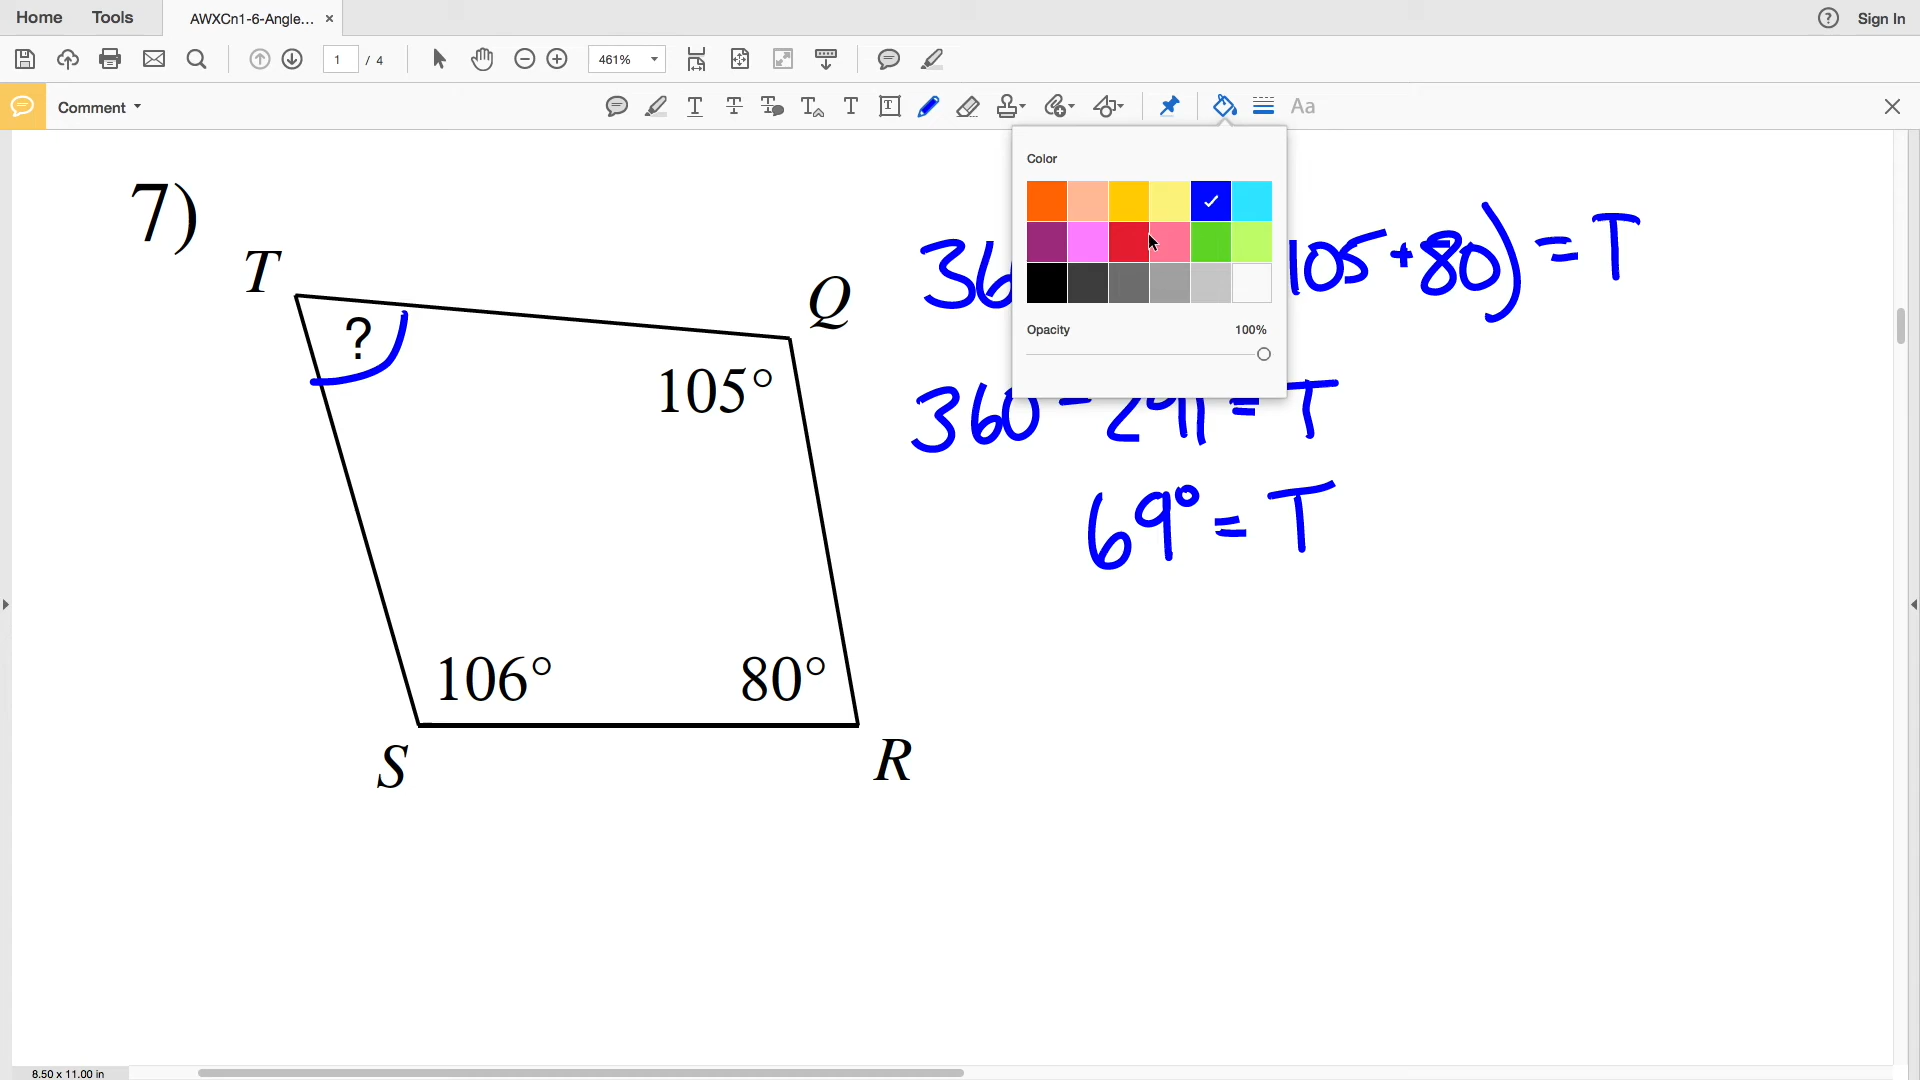 Home Tools AWXCn1-6-Angle... × ? Sign In
1 / 4 461%
Comment T T T T T T Aa
Color
7)
T
Q
?
105°
36 105+80) = T
Opacity 100%
360 - 291 = T
69° = T
106° 80°
S
R
8.50 x 11.00 in